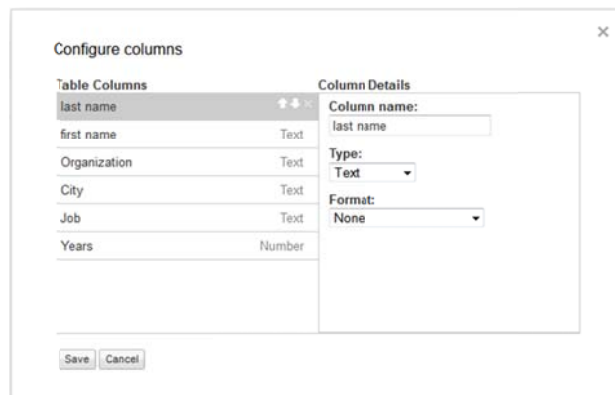 Configure columns
Table Columns
last name
first name Text
Organization Text
City Text
Job Text
Years Number
Column Details
Column name:
last name
Type:
Text
Format:
None
Save Cancel